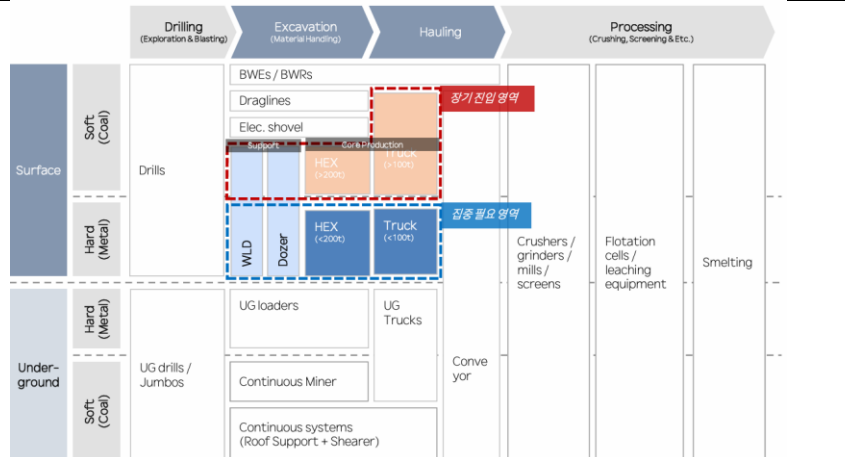 Drilling
(Exploration & Blasting)
Excavation
(Material Handling)
Hauling
Processing
(Crushing, Screening & Etc.)
Surface
Soft
(Coal)
Hard
(Metal)
Drills
BWEs / BWRs
Draglines
Elec. shovel
장기 진입 영역
Support
Core Production
HEX
(>200t)
Truck
(>100t)
집중 필요 영역
WLD
Dozer
HEX
(<200t)
Truck
(<100t)
Crushers /
grinders /
mills /
screens
Flotation
cells /
leaching
equipment
Smelting
Under-
ground
Hard
(Metal)
Soft
(Coal)
UG drills /
Jumbos
UG loaders
UG
Trucks
Conve
yor
Continuous Miner
Continuous systems
(Roof Support + Shearer)